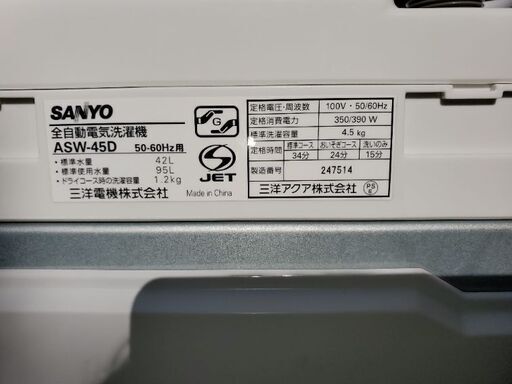 SANYO
全自動電気洗濯機
ASW-45D 50-60Hz用
・標準水量 42L
・標準使用水量 95L
・ドライコース時の洗濯容量 1.2kg
三洋電機株式会社
G
S
JET
Made in China
定格電圧・周波数 100V・50/60Hz
定格消費電力 350/390 W
標準洗濯容量 4.5 kg
定格時間 標準コース おいそぎコース 洗いのみ
34分 24分 15分
製造番号 247514
三洋アクア株式会社
PS
E